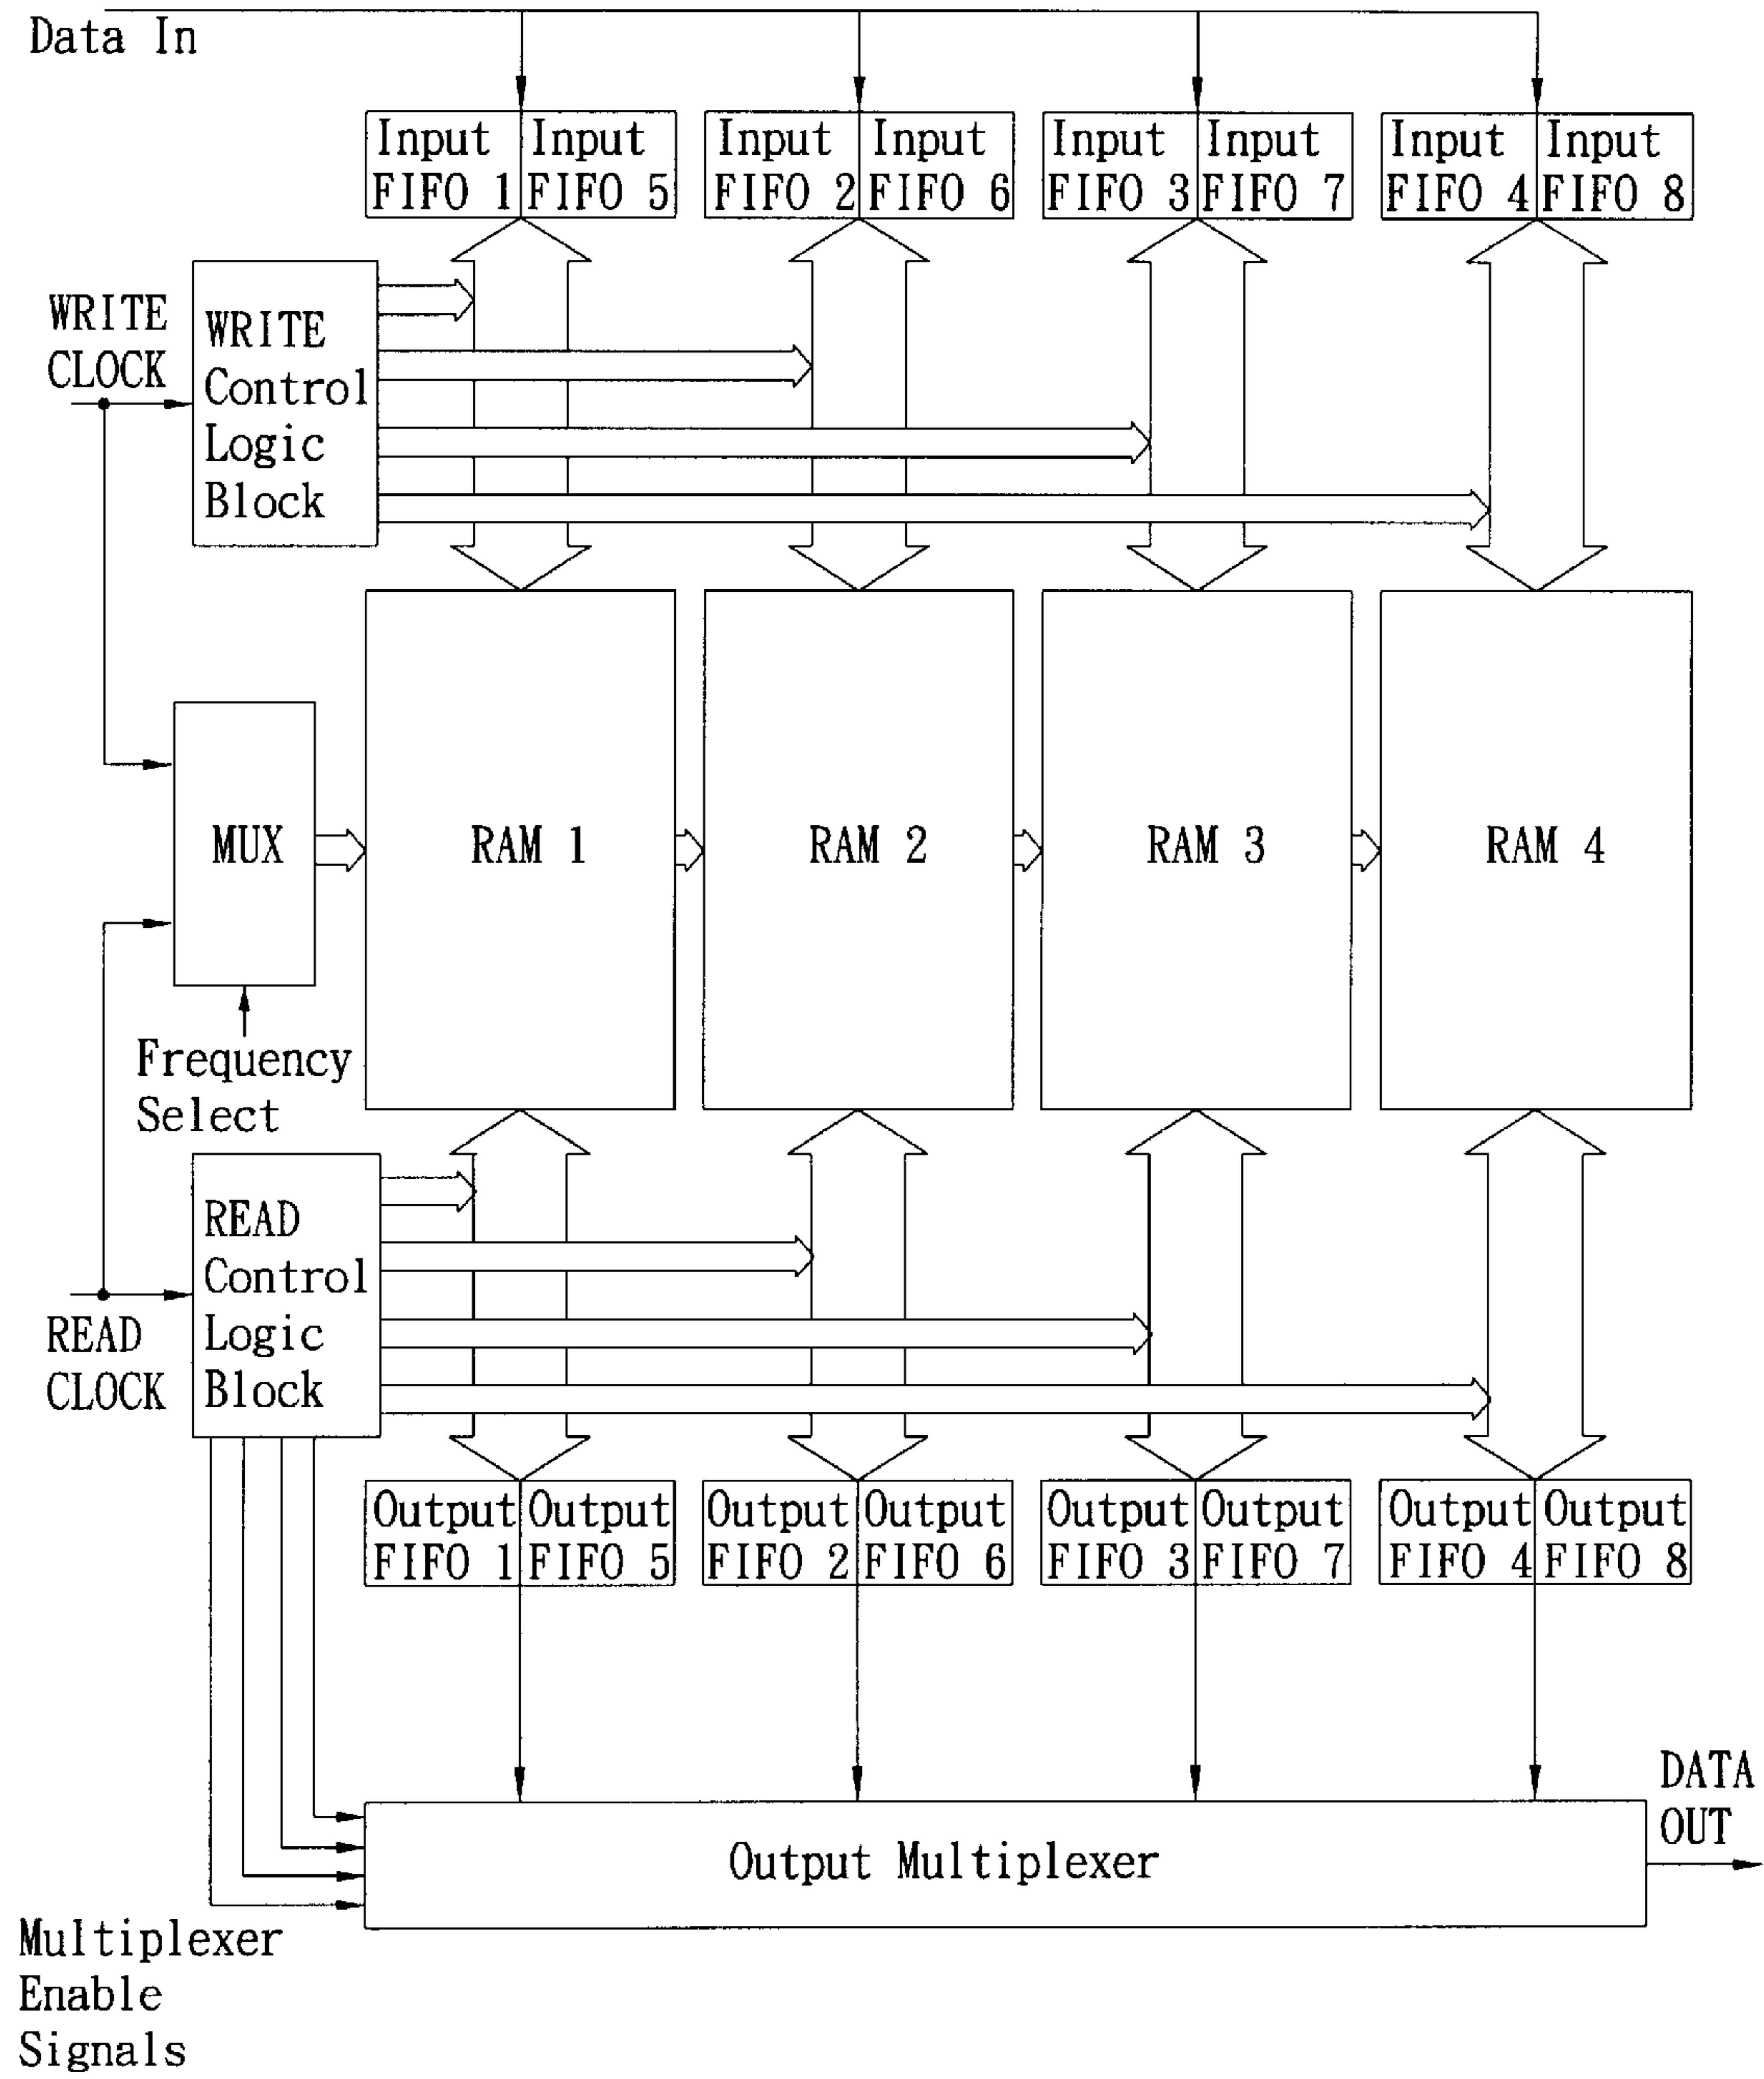 Data In
Input
FIFO 1
Input
FIFO 5
Input
FIFO 2
Input
FIFO 6
Input
FIFO 3
Input
FIFO 7
Input
FIFO 4
Input
FIFO 8
WRITE
CLOCK
WRITE
Control
Logic
Block
MUX
RAM 1
RAM 2
RAM 3
RAM 4
Frequency
Select
READ
CLOCK
READ
Control
Logic
Block
Output
FIFO 1
Output
FIFO 5
Output
FIFO 2
Output
FIFO 6
Output
FIFO 3
Output
FIFO 7
Output
FIFO 4
Output
FIFO 8
Output Multiplexer
DATA
OUT
Multiplexer
Enable
Signals